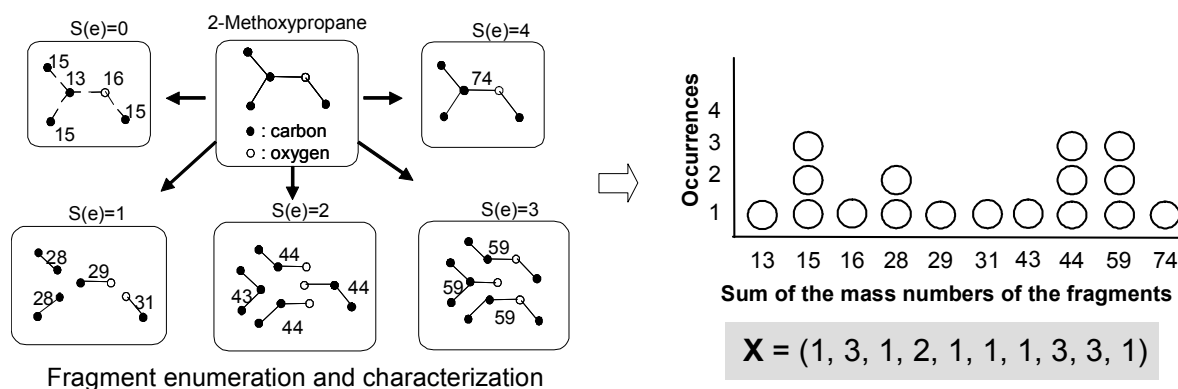 2-Methoxypropane
S(e)=0
S(e)=4
15
13
16
15
15
74
: carbon
: oxygen
S(e)=1
S(e)=2
S(e)=3
28
29
28
31
44
43
44
44
59
59
59
Fragment enumeration and characterization
Occurrences
4
3
2
1
13 15 16 28 29 31 43 44 59 74
Sum of the mass numbers of the fragments
X = (1, 3, 1, 2, 1, 1, 1, 3, 3, 1)